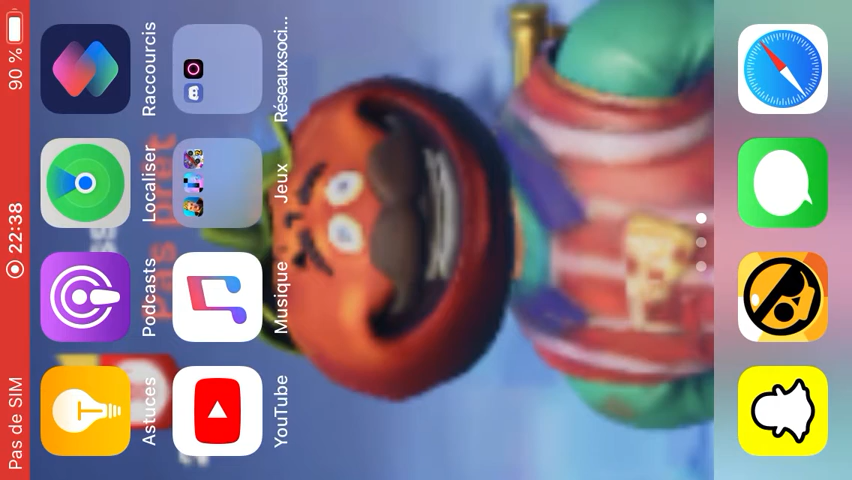 Pas de SIM 22:38 90 %
Astuces Podcasts Localiser Raccourcis
YouTube Musique Jeux Réseauxsoci...